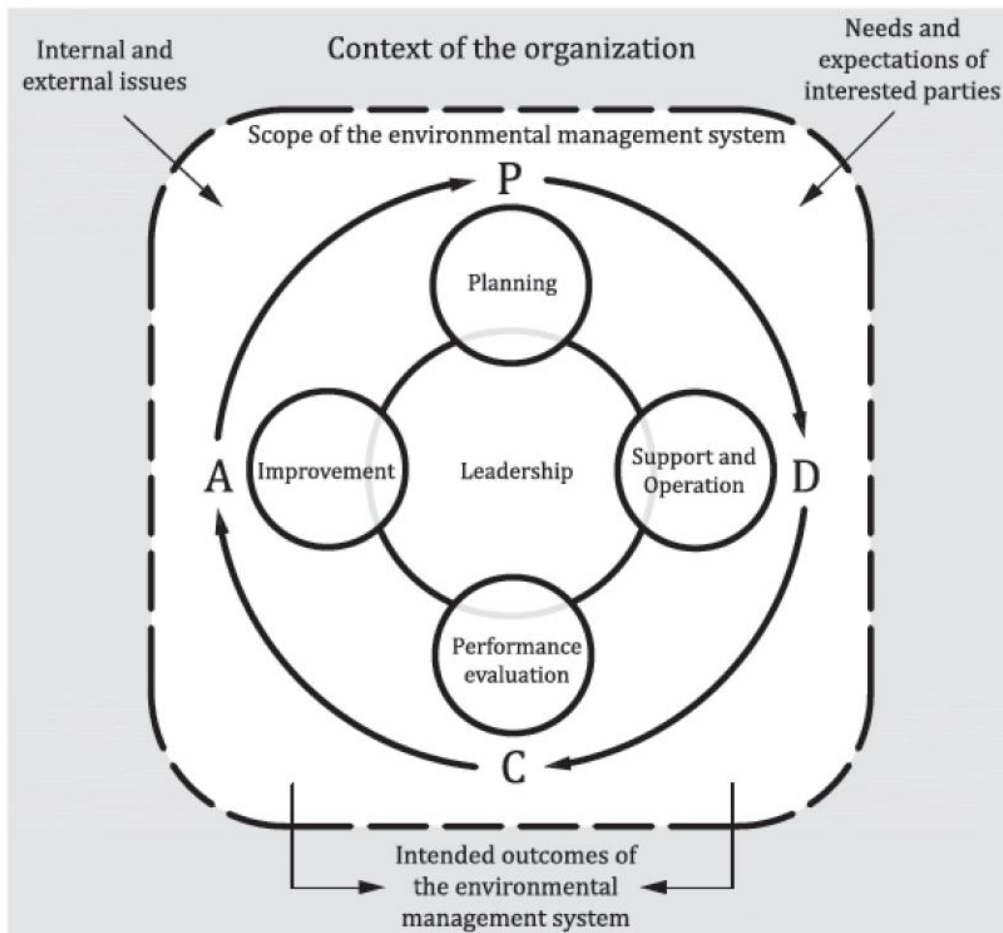 Context of the organization
Internal and
external issues
Needs and
expectations of
interested parties
Scope of the environmental management system
P
Planning
A
Improvement
Leadership
Support and
Operation
D
Performance
evaluation
C
Intended outcomes of
the environmental
management system